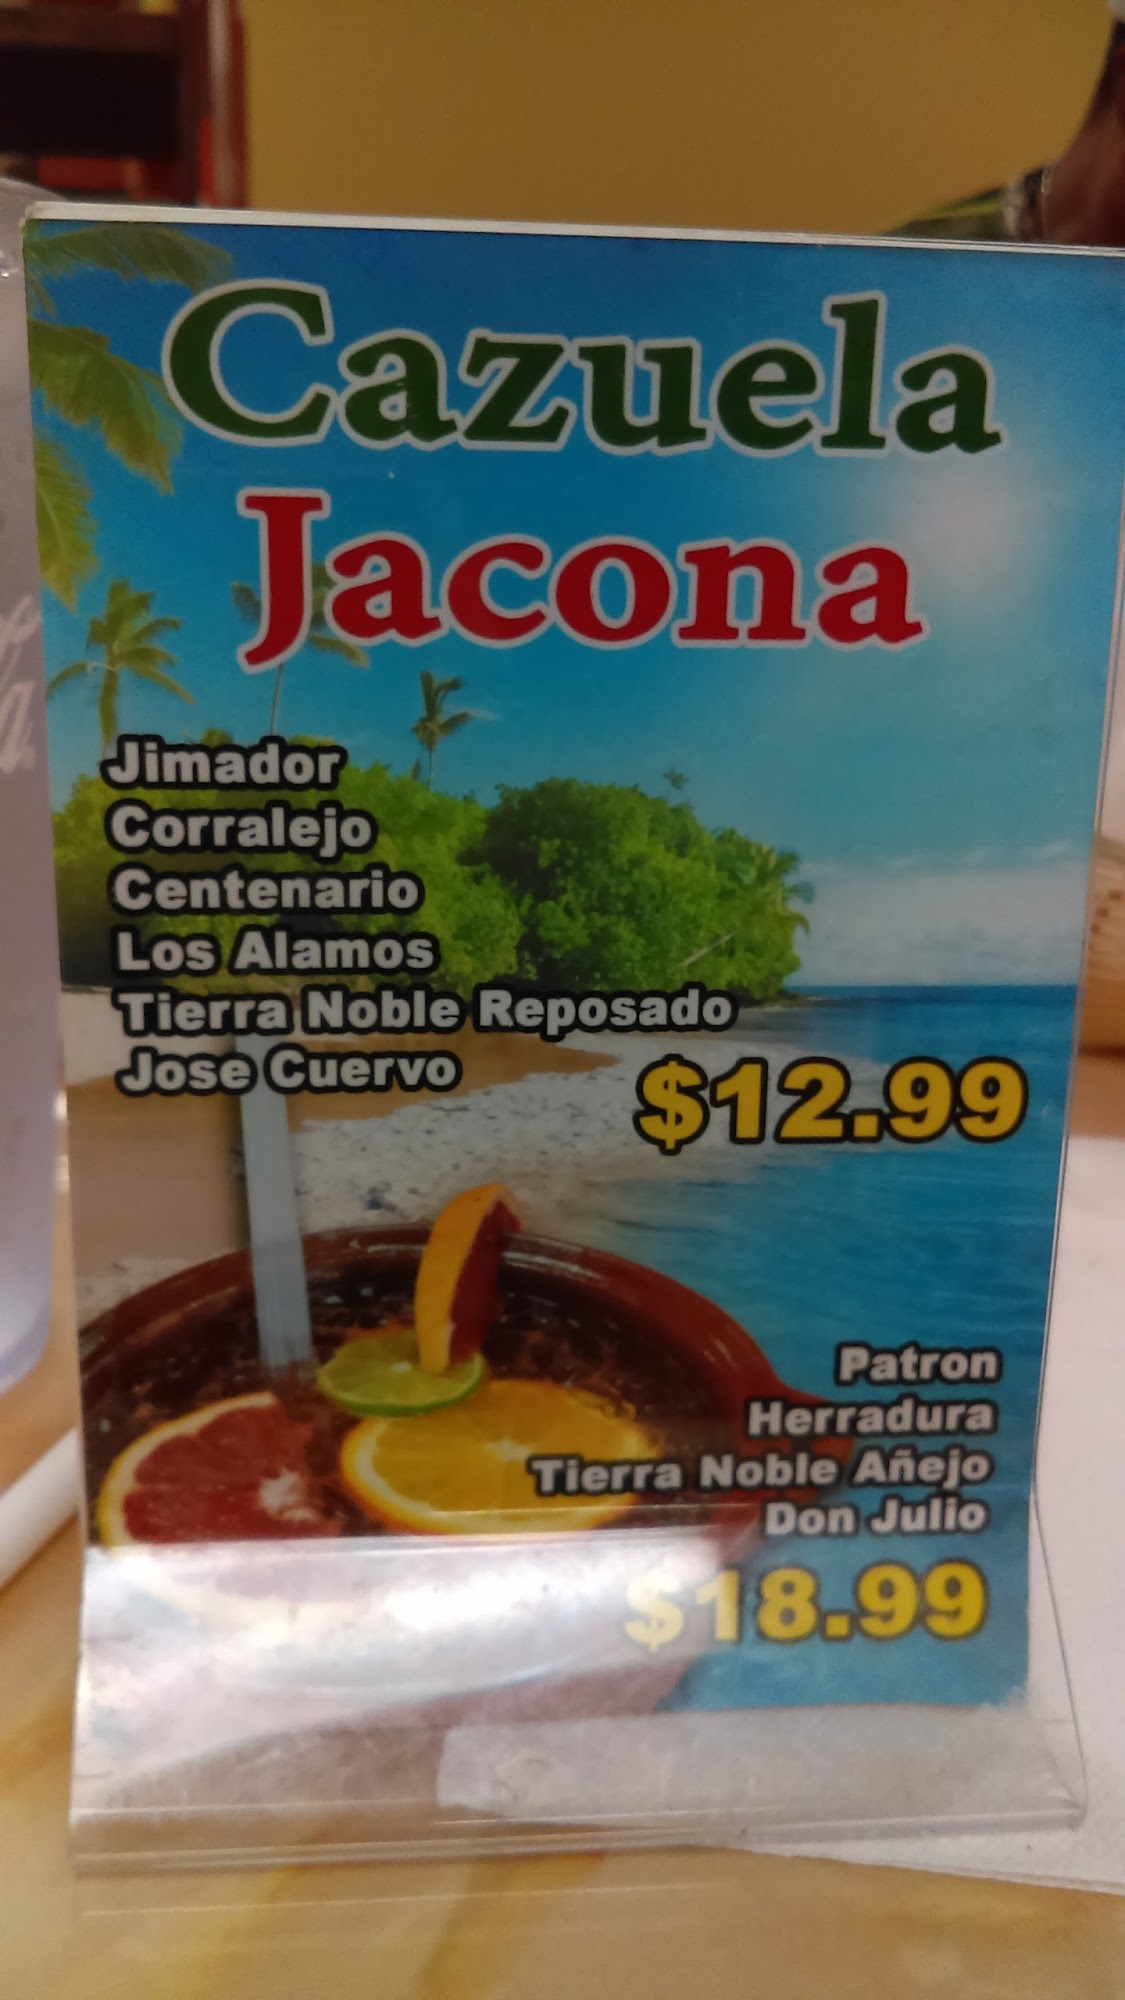 Cazuela
Jacona
Jimador
Corralejo
Centenario
Los Alamos
Tierra Noble Reposado
Jose Cuervo
$12.99
Patron
Herradura
Tierra Noble Añejo
Don Julio
$18.99